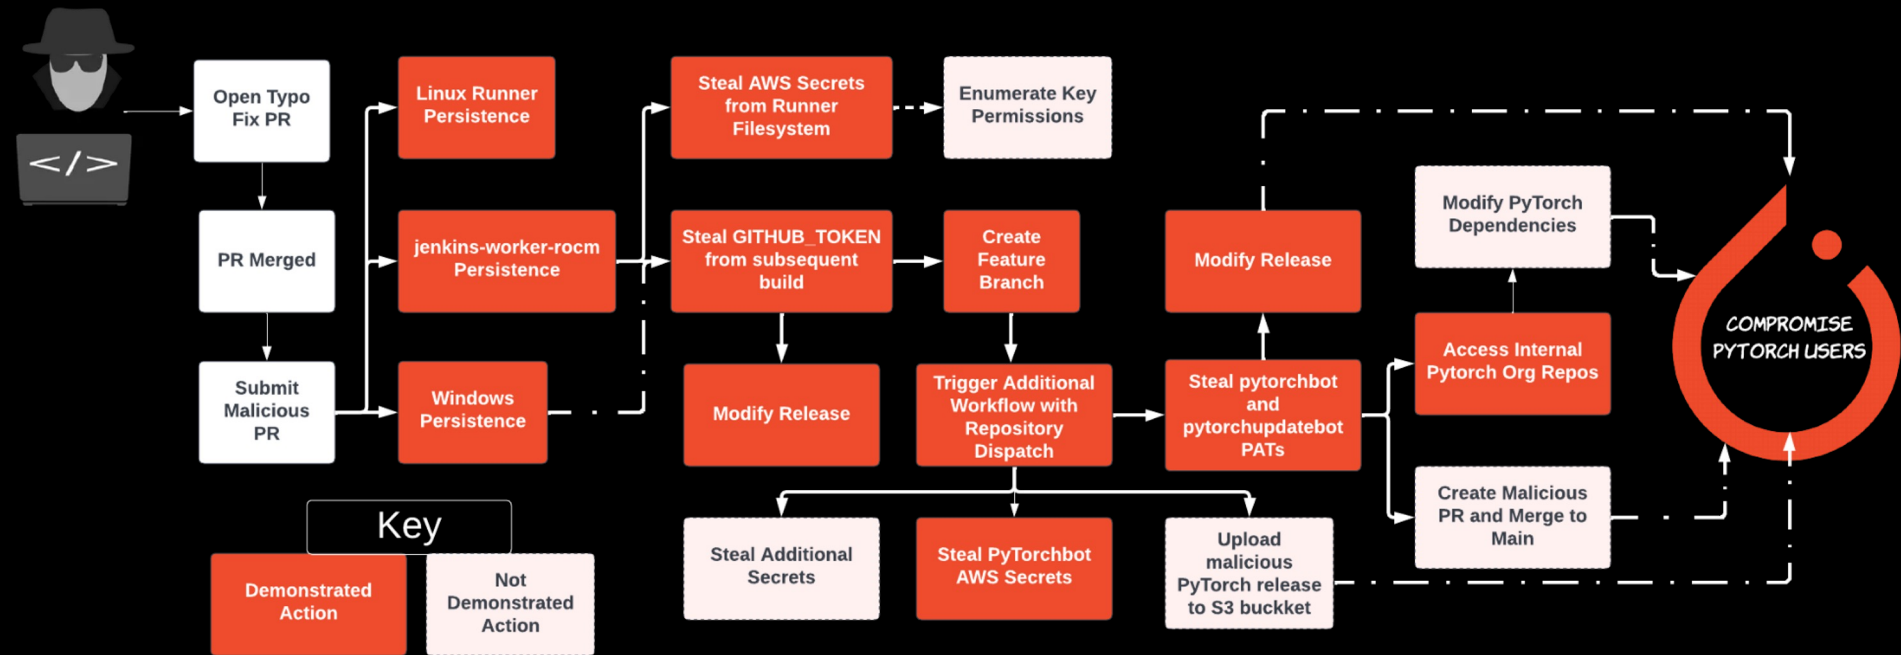 </>
Open Typo
Fix PR
PR Merged
Submit
Malicious
PR
Linux Runner
Persistence
jenkins-worker-rocm
Persistence
Windows
Persistence
Steal AWS Secrets
from Runner
Filesystem
Enumerate Key
Permissions
Steal GITHUB_TOKEN
from subsequent
build
Create
Feature
Branch
Modify Release
Trigger Additional
Workflow with
Repository
Dispatch
Steal Additional
Secrets
Steal PyTorchbot
AWS Secrets
Upload
malicious
PyTorch release
to S3 buckket
Modify Release
Steal pytorchbot
and
pytorchupdatebot
PATs
Modify PyTorch
Dependencies
Access Internal
Pytorch Org Repos
Create Malicious
PR and Merge to
Main
COMPROMISE
PYTORCH USERS
Key
Demonstrated
Action
Not
Demonstrated
Action